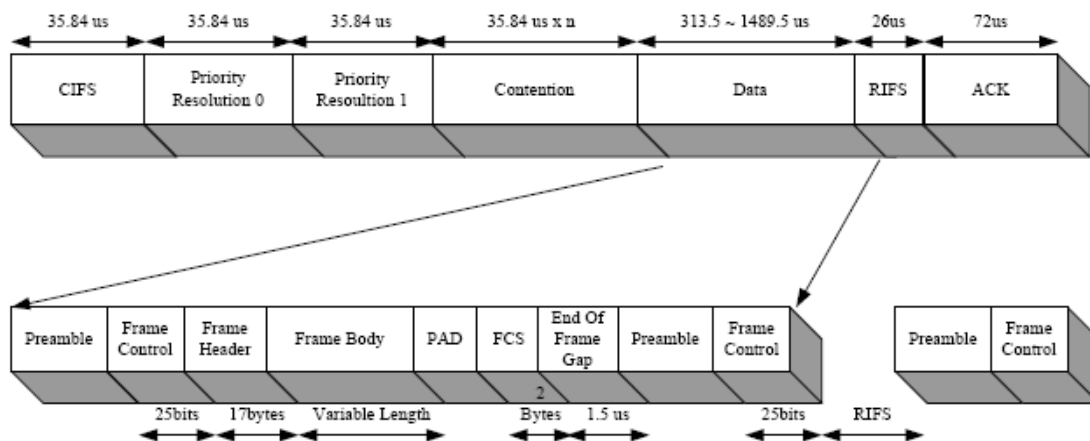 35.84 us 35.84 us 35.84 us 35.84 us x n 313.5 ~ 1489.5 us 26us 72us
CIFS
Priority
Resolution 0
Priority
Resoultion 1
Contention
Data
RIFS
ACK
Preamble
Frame
Control
Frame
Header
Frame Body
PAD
FCS
End Of
Frame
Gap
Preamble
Frame
Control
Preamble
Frame
Control
25bits
17bytes
Variable Length
2
Bytes
1.5 us
25bits
RIFS